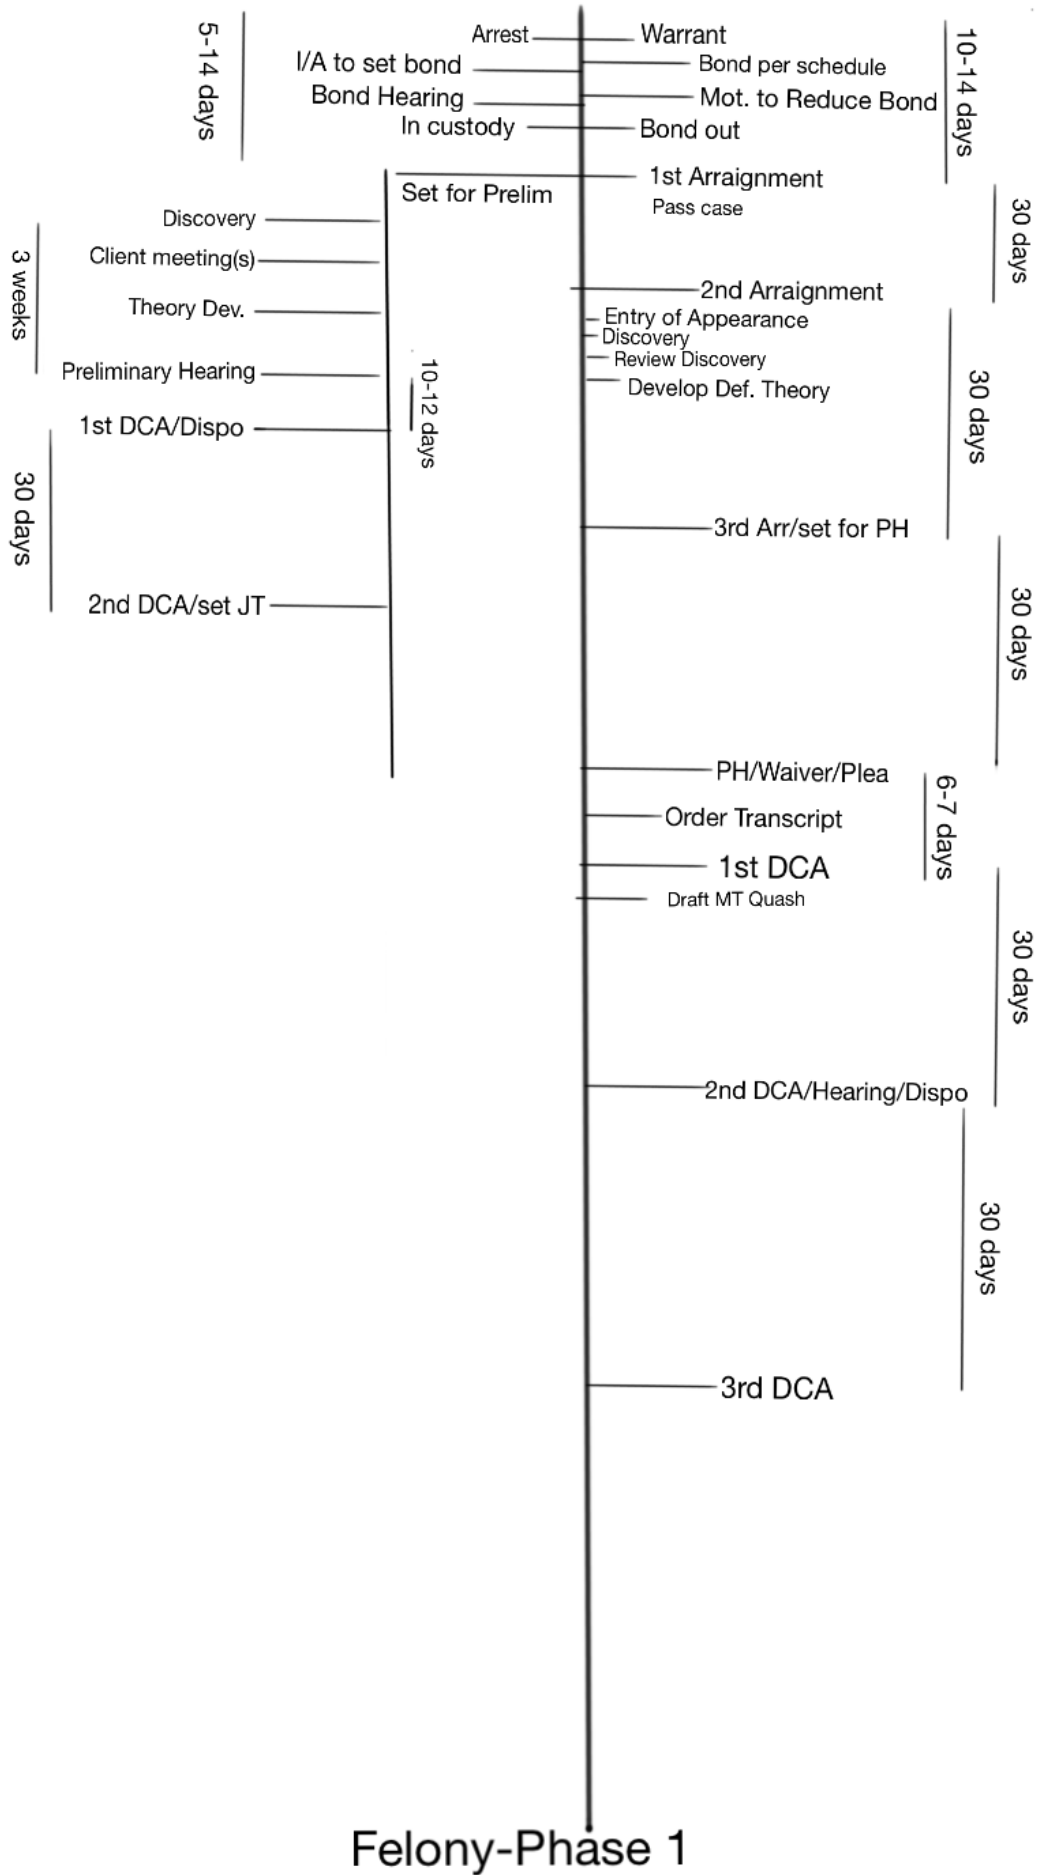 Arrest
Warrant
I/A to set bond
Bond per schedule
Bond Hearing
Mot. to Reduce Bond
In custody
Bond out
5-14 days
10-14 days
1st Arraignment
Set for Prelim
Pass case
30 days
Discovery
Client meeting(s)
Theory Dev.
Preliminary Hearing
3 weeks
10-12 days
1st DCA/Dispo
30 days
2nd DCA/set JT
2nd Arraignment
Entry of Appearance
Discovery
Review Discovery
Develop Def. Theory
30 days
3rd Arr/set for PH
30 days
PH/Waiver/Plea
Order Transcript
6-7 days
1st DCA
Draft MT Quash
30 days
2nd DCA/Hearing/Dispo
30 days
3rd DCA
Felony-Phase 1